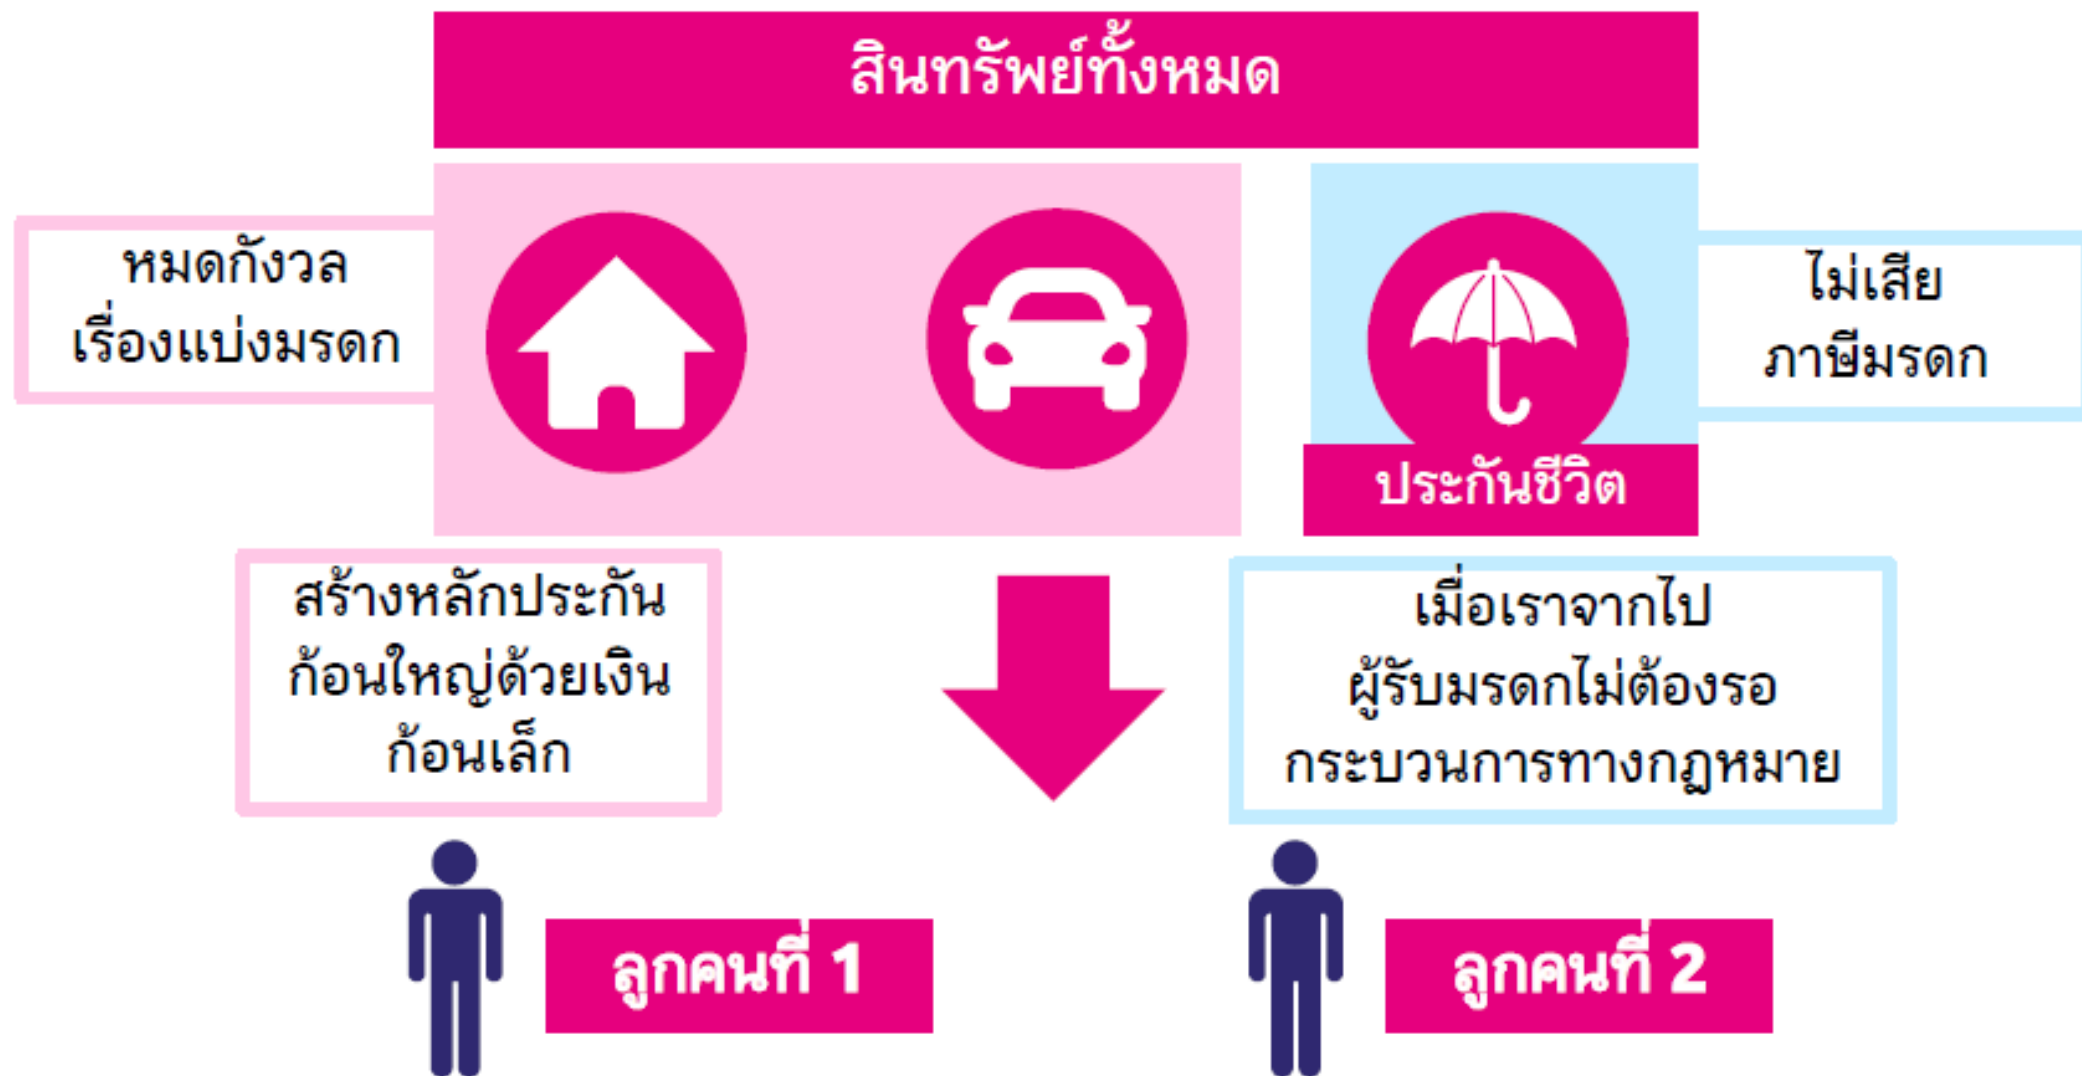 สินทรัพย์ทั้งหมด
หมดกังวล
เรื่องแบ่งมรดก
ไม่เสีย
ภาษีมรดก
ประกันชีวิต
สร้างหลักประกัน
ก้อนใหญ่ด้วยเงิน
ก้อนเล็ก
เมื่อเราจากไป
ผู้รับมรดกไม่ต้องรอ
กระบวนการทางกฎหมาย
ลูกคนที่ 1
ลูกคนที่ 2